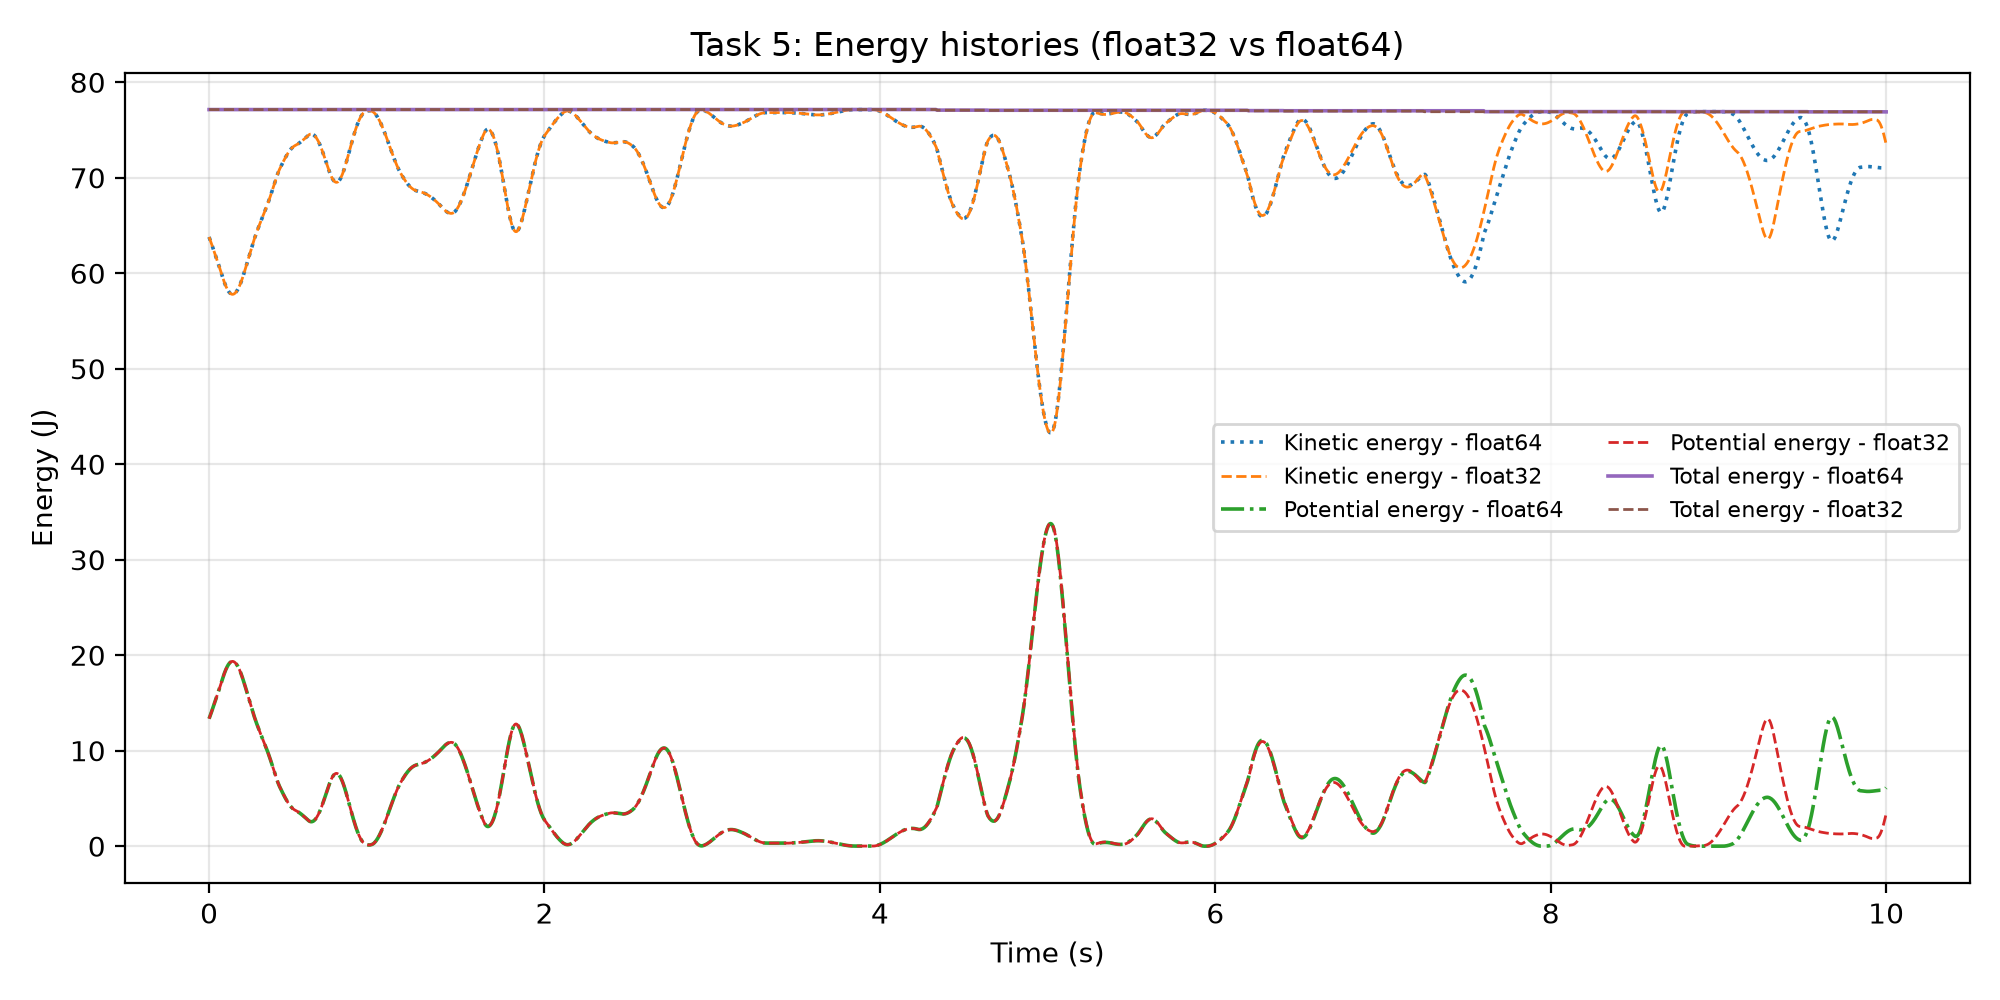 Task 5: Energy histories (float32 vs float64)
80
70
60
50
40
30
20
10
0
Energy (J)
Kinetic energy - float64
Kinetic energy - float32
Potential energy - float64
Potential energy - float32
Total energy - float64
Total energy - float32
0 2 4 6 8 10
Time (s)